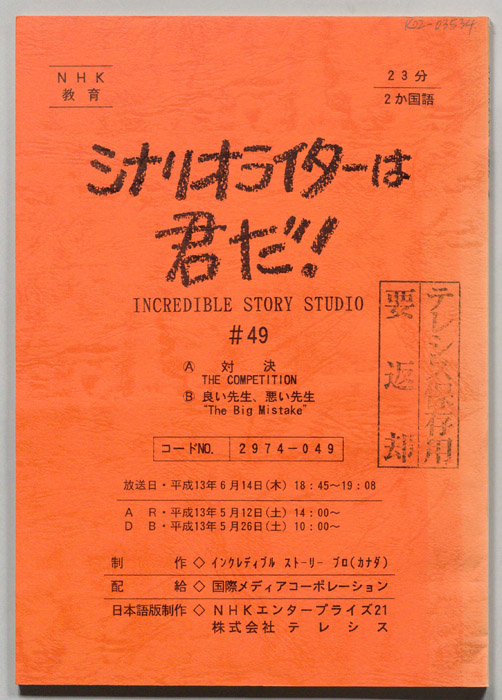 K02-03534
NHK
教育
23分
2か国語
シナリオライターは
君だ!
INCREDIBLE STORY STUDIO
#49
Ⓐ 対 決
THE COMPETITION
Ⓑ 良い先生、悪い先生
"The Big Mistake"
テレシス保存用
要返却
コードNO. 2974-049
放送日・平成13年6月14日(木) 18:45〜19:08
A R・平成13年5月12日(土) 14:00〜
D B・平成13年5月26日(土) 10:00〜
制 作 ◇ インクレディブル ストーリー プロ(カナダ)
配 給 ◇ 国際メディアコーポレーション
日本語版制作 ◇ NHKエンタープライズ21
株式会社 テレシス